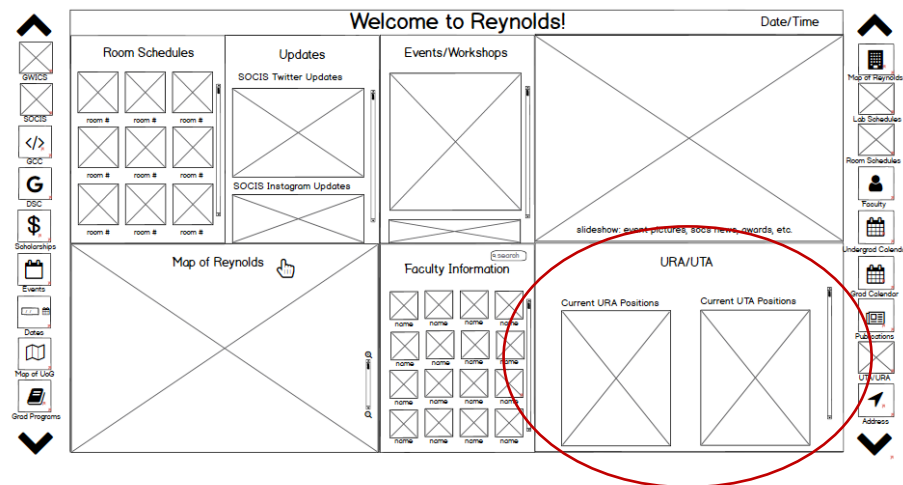 Welcome to Reynolds!
Date/Time
GWICS
SOCIS
</>
GCC
G
DSC
$
Scholarships
Events
Dates
Map of UoG
Grad Programs
Room Schedules
room # room # room #
room # room # room #
room # room # room #
Updates
SOCIS Twitter Updates
SOCIS Instagram Updates
Events/Workshops
slideshow: event pictures, socs news, awards, etc.
Map of Reynolds
search
Faculty Information
name name name name
name name name name
name name name name
name name name name
URA/UTA
Current URA Positions
Current UTA Positions
Map of Reynolds
Lab Schedules
Room Schedules
Faculty
Undergrad Calend
Grad Calendar
Publications
UTA/URA
Address